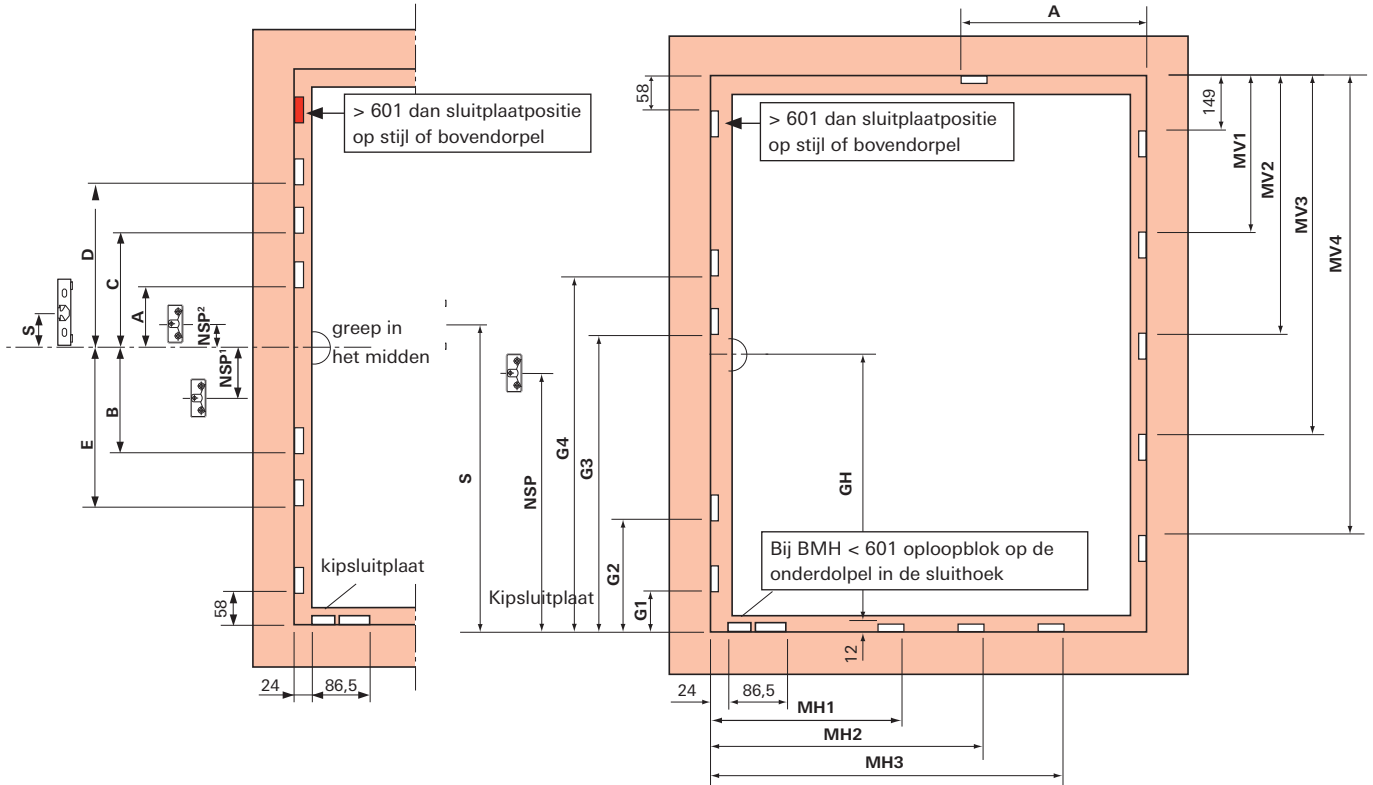 A
> 601 dan sluitplaatpositie
op stijl of bovendorpel
58
> 601 dan sluitplaatpositie
op stijl of bovendorpel
149
MV1
MV2
MV3
MV4
D
C
A
S
NSP²
NSP¹
B
E
greep in
het midden
S
NSP
G4
G3
GH
G2
G1
kipsluitplaat
Kipsluitplaat
Bij BMH < 601 oploopblok op de
onderdolpel in de sluithoek
58
12
24
86,5
24
86,5
MH1
MH2
MH3